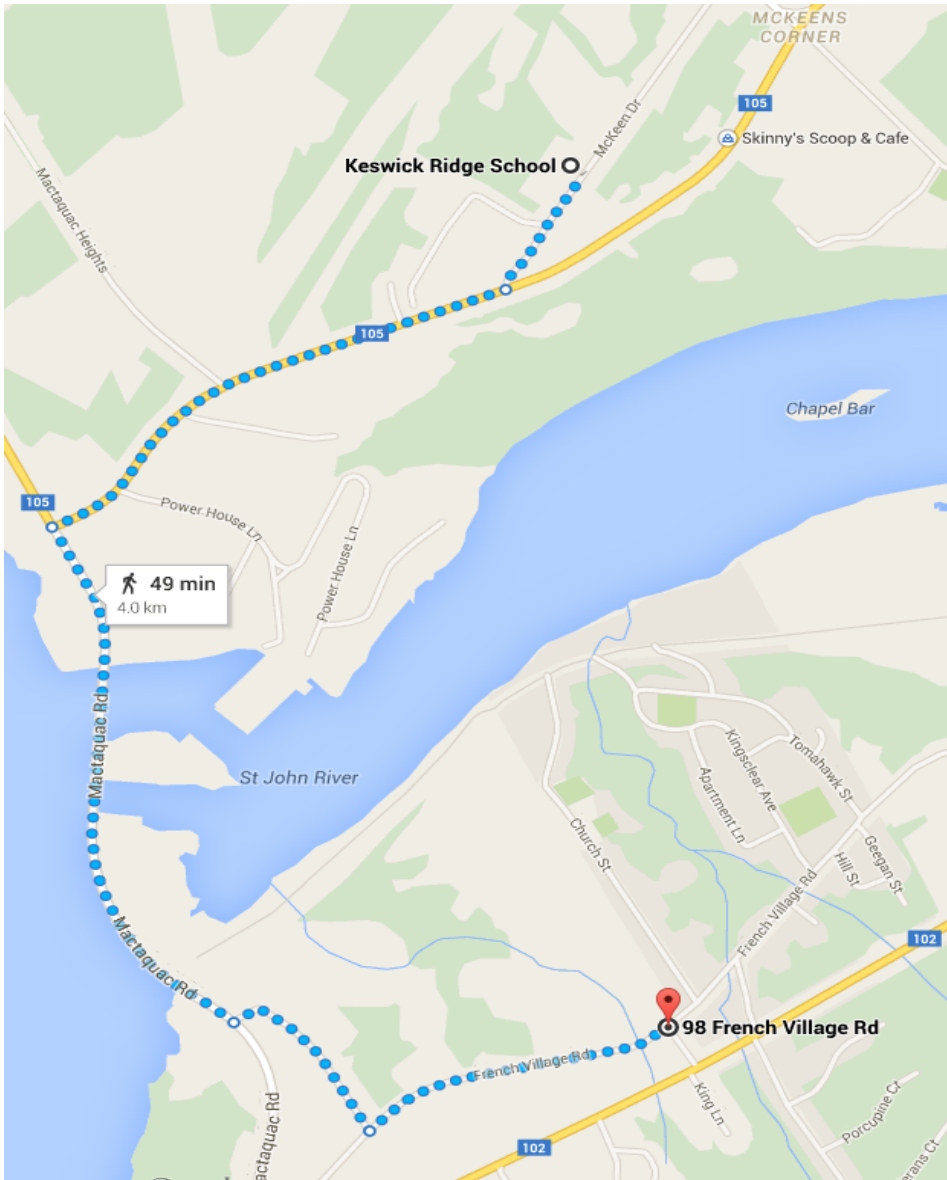 MCKEENS
CORNER
105
McKeen Dr
Skinny's Scoop & Cafe
Keswick Ridge School
Mactaquac Heights
105
Chapel Bar
105
Power House Ln
Power House Ln
49 min
4.0 km
Mactaquac Rd
St John River
Kingsclear Ave
Tomahawk St
Apartment Ln
Church St
Hill St
Geegan St
French Village Rd
102
Mactaquac Rd
98 French Village Rd
French Village Rd
King Ln
Porcupine Ct
actaquac Rd
102
erans Ct